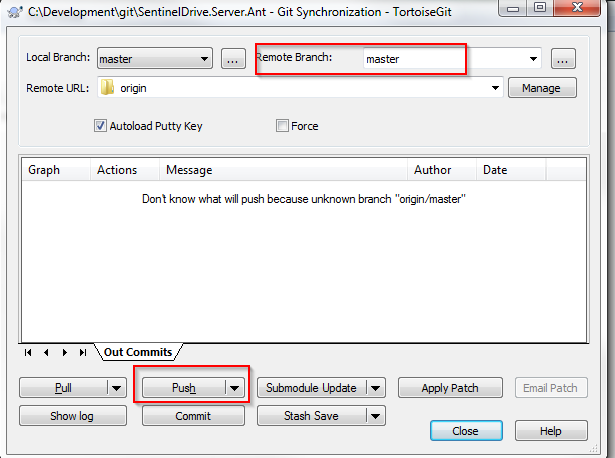 C:\Development\git\SentinelDrive.Server.Ant - Git Synchronization - TortoiseGit
Local Branch: master ... Remote Branch: master ...
Remote URL: origin Manage
Autoload Putty Key Force
Graph Actions Message Author Date
Don't know what will push because unknown branch "origin/master"
Out Commits
Pull Push Submodule Update Apply Patch Email Patch
Show log Commit Stash Save
Close Help